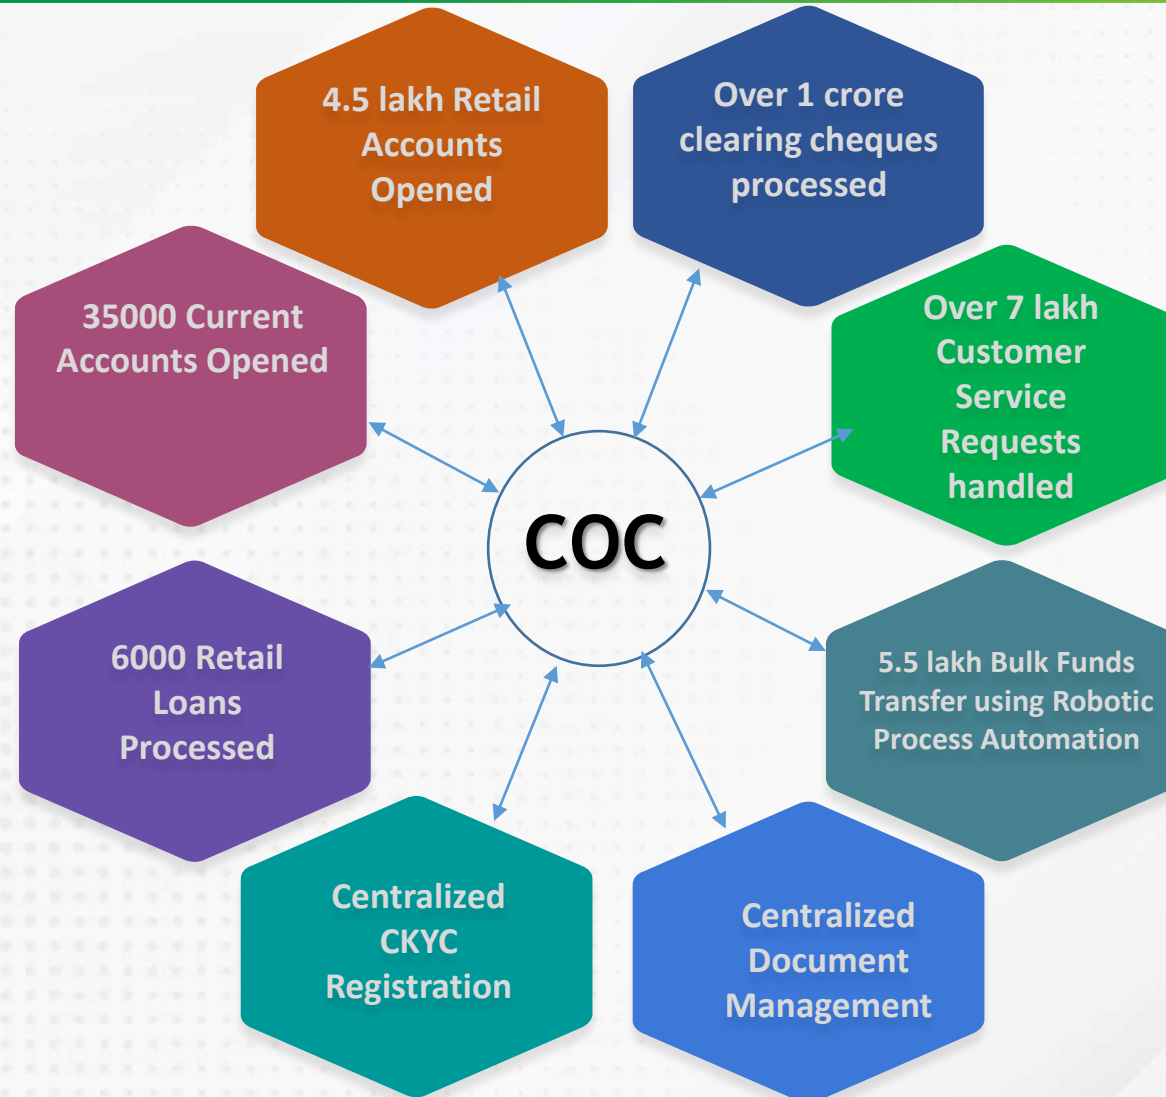 4.5 lakh Retail
Accounts
Opened
Over 1 crore
clearing cheques
processed
35000 Current
Accounts Opened
Over 7 lakh
Customer
Service
Requests
handled
COC
6000 Retail
Loans
Processed
5.5 lakh Bulk Funds
Transfer using Robotic
Process Automation
Centralized
CKYC
Registration
Centralized
Document
Management